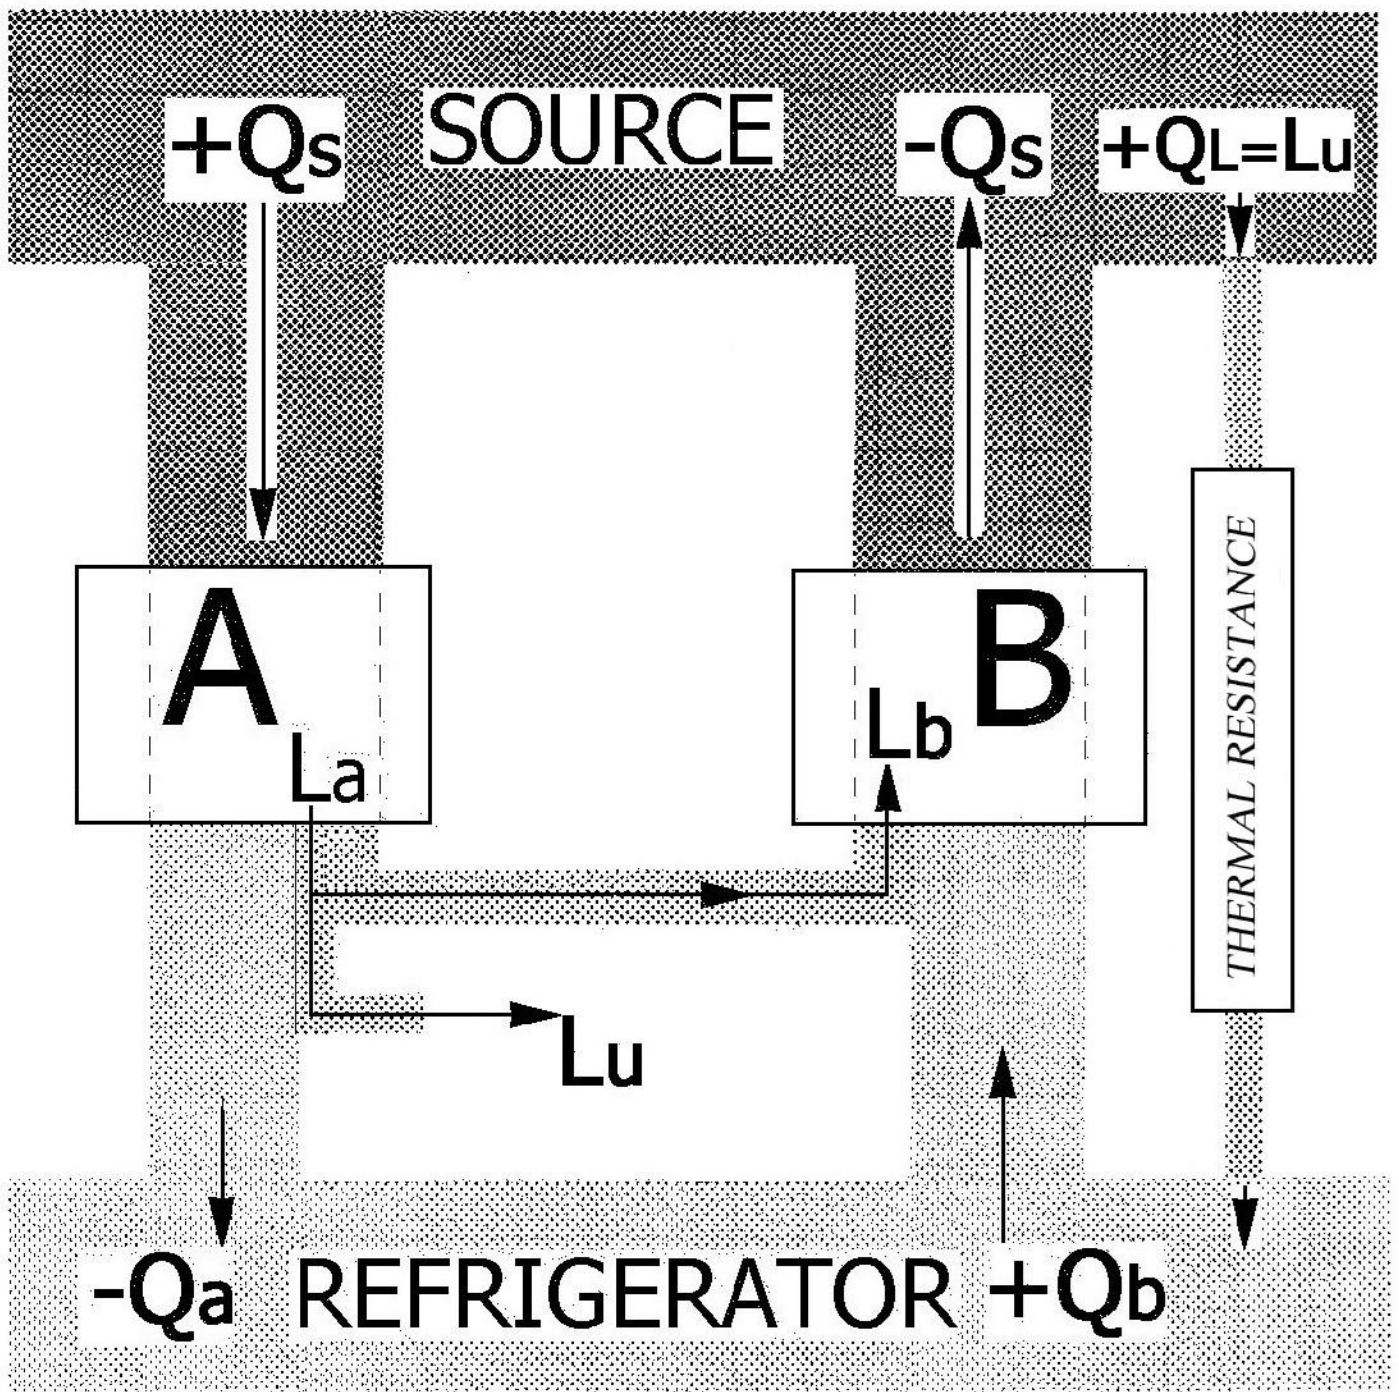 +Qs
SOURCE
-Qs
+QL=Lu
A
La
Lb
B
THERMAL RESISTANCE
Lu
-Qa
REFRIGERATOR
+Qb